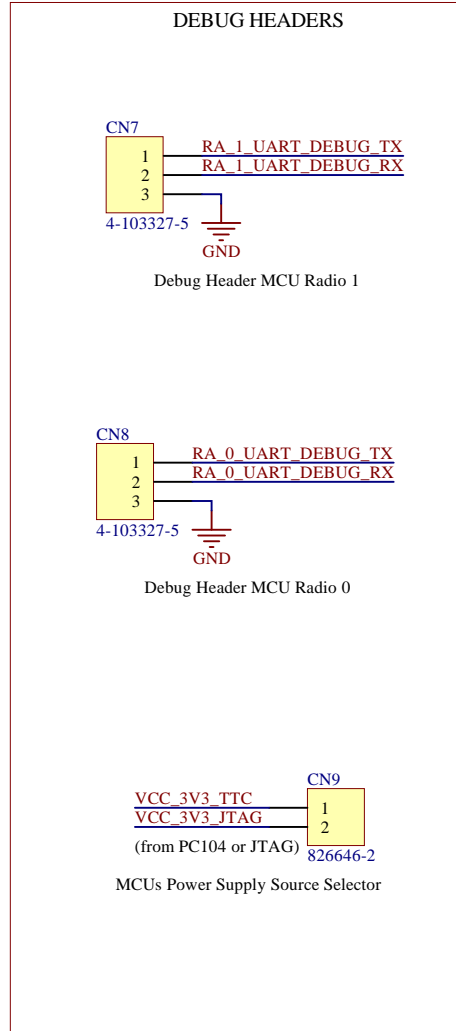 DEBUG HEADERS
CN7
1 RA_1_UART_DEBUG_TX
2 RA_1_UART_DEBUG_RX
3
4-103327-5
GND
Debug Header MCU Radio 1
CN8
1 RA_0_UART_DEBUG_TX
2 RA_0_UART_DEBUG_RX
3
4-103327-5
GND
Debug Header MCU Radio 0
CN9
VCC_3V3_TTC 1
VCC_3V3_JTAG 2
(from PC104 or JTAG)
826646-2
MCUs Power Supply Source Selector